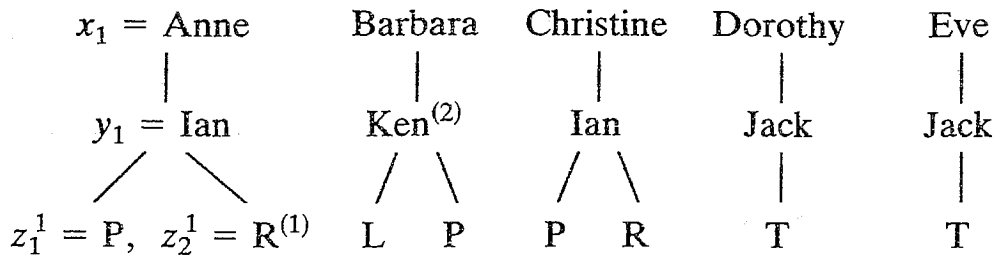 x₁ = Anne Barbara Christine Dorothy Eve
y₁ = Ian Ken⁽²⁾ Ian Jack Jack
z₁¹ = P, z₂¹ = R⁽¹⁾ L P P R T T